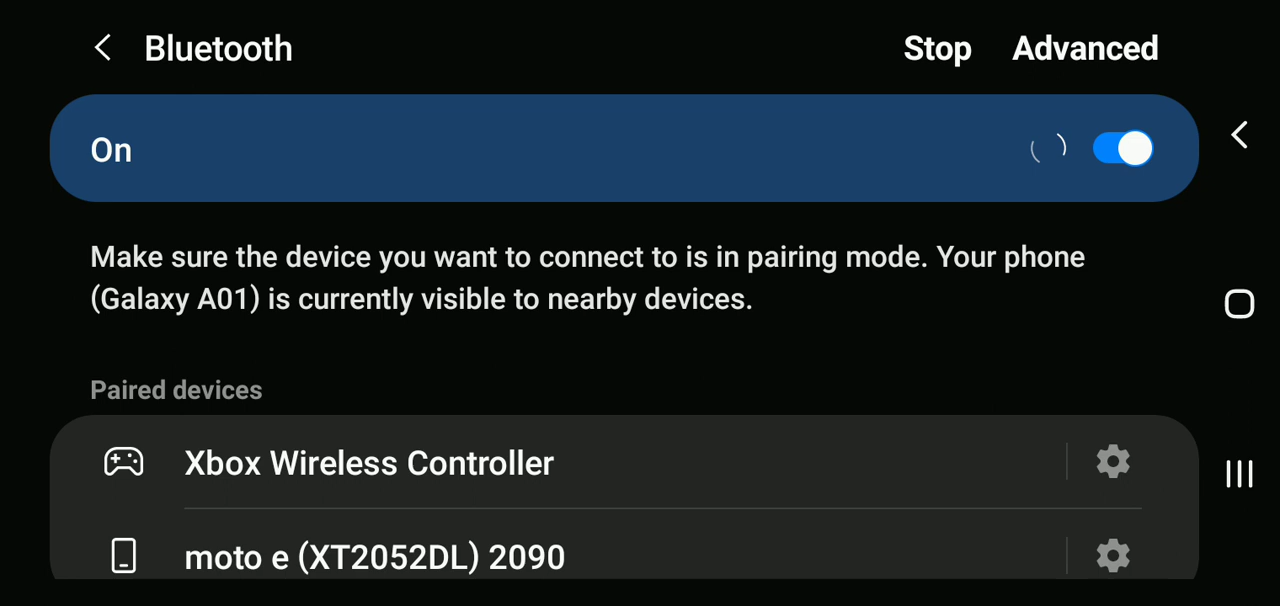 Bluetooth
Stop
Advanced
On
Make sure the device you want to connect to is in pairing mode. Your phone
(Galaxy A01) is currently visible to nearby devices.
Paired devices
Xbox Wireless Controller
moto e (XT2052DL) 2090